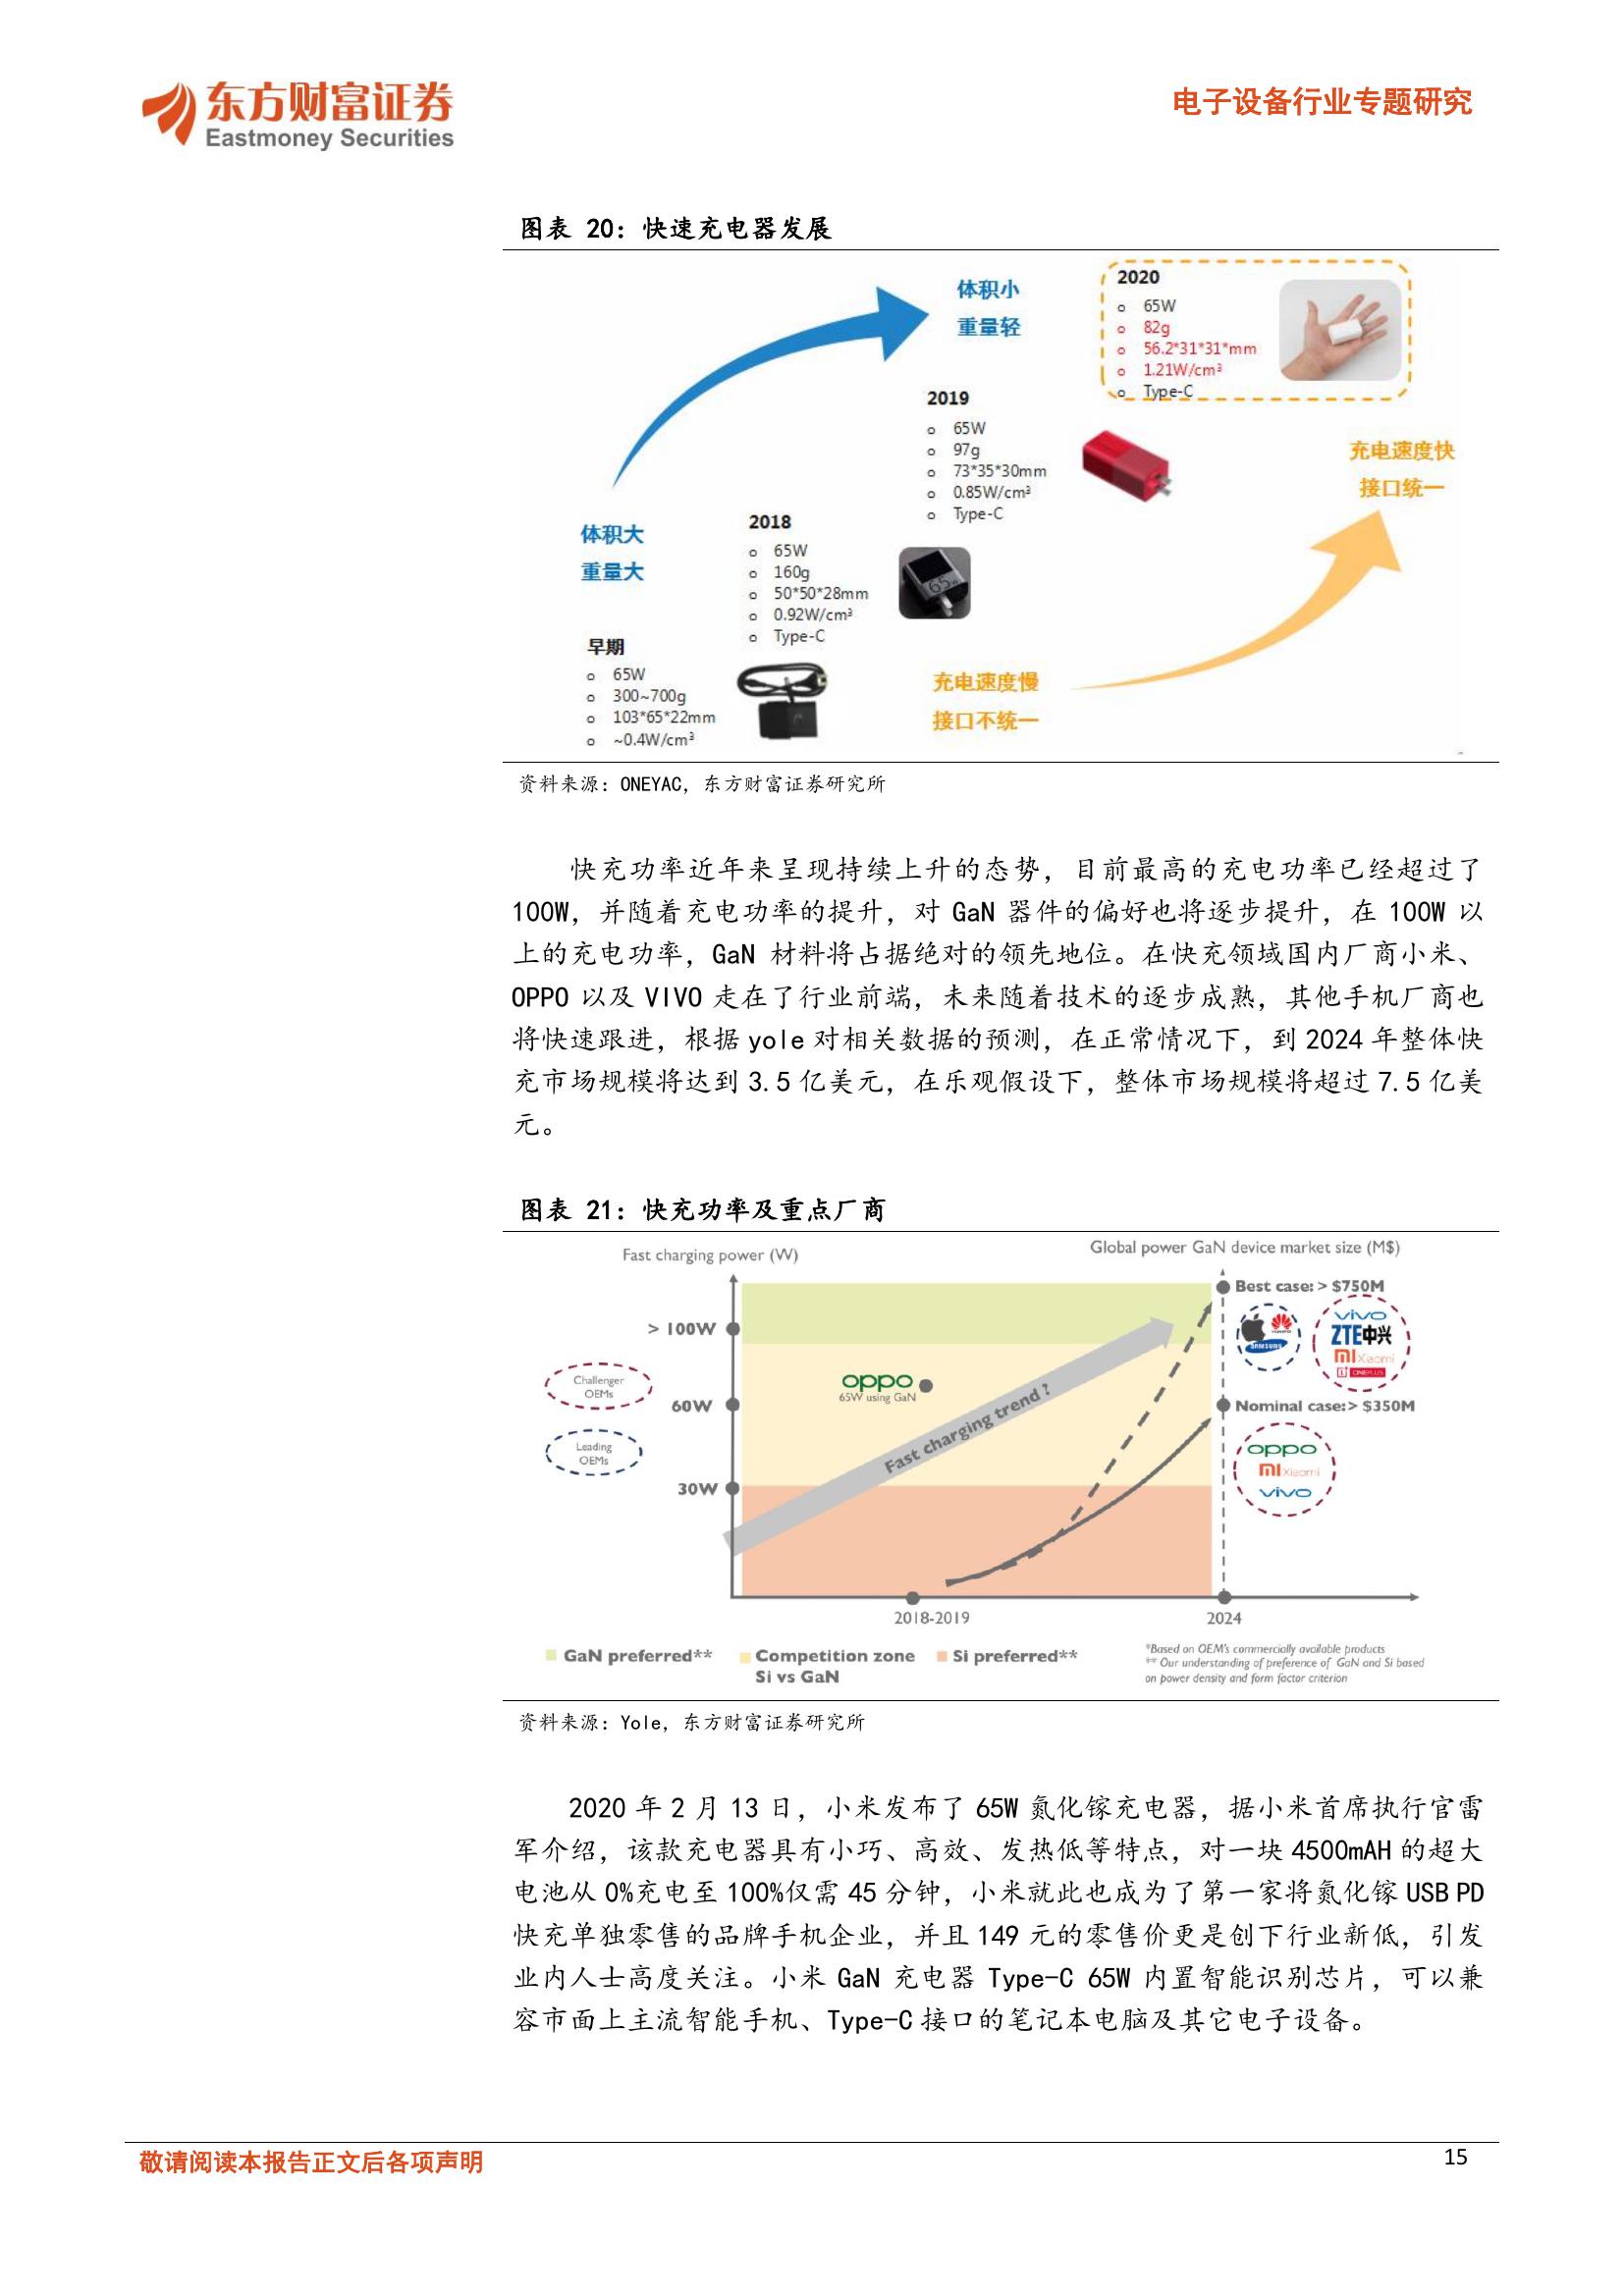 东方财富证券
Eastmoney Securities
电子设备行业专题研究
图表 20：快速充电器发展
体积小
重量轻
2020
65W
82g
56.2*31*31*mm
1.21W/cm³
Type-C
2019
65W
97g
73*35*30mm
0.85W/cm³
Type-C
充电速度快
接口统一
体积大
重量大
2018
65W
160g
50*50*28mm
0.92W/cm³
Type-C
65w
早期
65W
300~700g
103*65*22mm
~0.4W/cm³
充电速度慢
接口不统一
资料来源：ONEYAC，东方财富证券研究所
快充功率近年来呈现持续上升的态势，目前最高的充电功率已经超过了
100W，并随着充电功率的提升，对 GaN 器件的偏好也将逐步提升，在 100W 以
上的充电功率，GaN 材料将占据绝对的领先地位。在快充领域国内厂商小米、
OPPO 以及 VIVO 走在了行业前端，未来随着技术的逐步成熟，其他手机厂商也
将快速跟进，根据 yole 对相关数据的预测，在正常情况下，到 2024 年整体快
充市场规模将达到 3.5 亿美元，在乐观假设下，整体市场规模将超过 7.5 亿美
元。
图表 21：快充功率及重点厂商
Fast charging power (W)
Global power GaN device market size (M$)
> 100W
60W
30W
Challenger
OEMs
Leading
OEMs
oppo
65W using GaN
Fast charging trend ?
Best case: > $750M
HUAWEI
SAMSUNG
vivo
ZTE中兴
MI Xiaomi
1+ ONEPLUS
Nominal case:> $350M
oppo
MI Xiaomi
vivo
2018-2019
2024
GaN preferred**
Competition zone
Si vs GaN
Si preferred**
*Based on OEM's commercially available products
** Our understanding of preference of GaN and Si based
on power density and form factor criterion
资料来源：Yole，东方财富证券研究所
2020 年 2 月 13 日，小米发布了 65W 氮化镓充电器，据小米首席执行官雷
军介绍，该款充电器具有小巧、高效、发热低等特点，对一块 4500mAH 的超大
电池从 0%充电至 100%仅需 45 分钟，小米就此也成为了第一家将氮化镓 USB PD
快充单独零售的品牌手机企业，并且 149 元的零售价更是创下行业新低，引发
业内人士高度关注。小米 GaN 充电器 Type-C 65W 内置智能识别芯片，可以兼
容市面上主流智能手机、Type-C 接口的笔记本电脑及其它电子设备。
敬请阅读本报告正文后各项声明
15